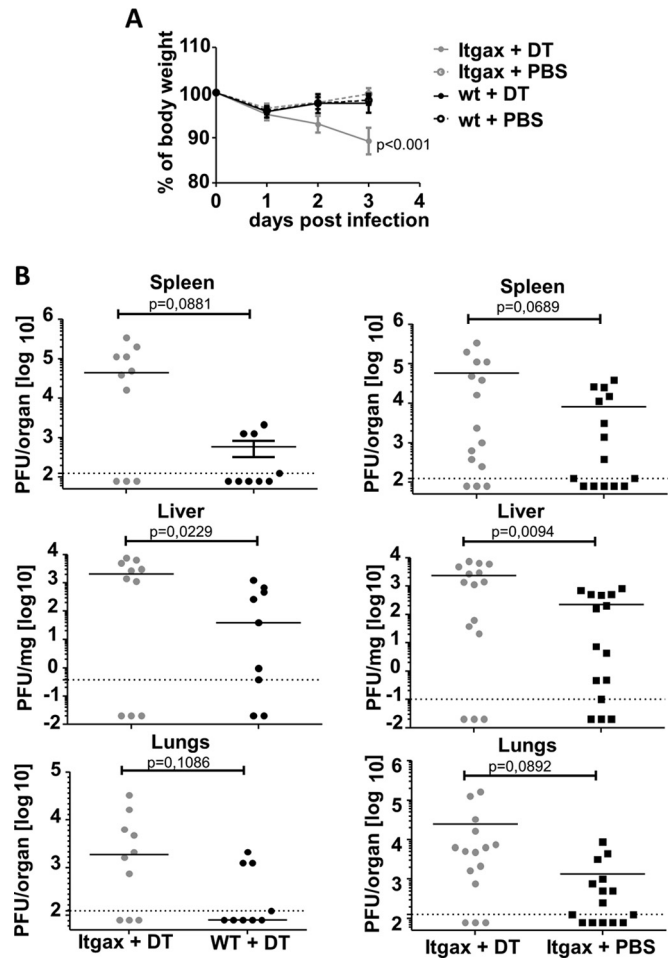 A
% of body weight
110
100
90
80
0 1 2 3 4
days post infection
p<0.001
Itgax + DT
Itgax + PBS
wt + DT
wt + PBS
B
Spleen
p=0,0881
PFU/organ [log 10]
6
5
4
3
2
Spleen
p=0,0689
PFU/organ [log 10]
6
5
4
3
2
Liver
p=0,0229
PFU/mg [log10]
4
3
2
1
0
-1
-2
Liver
p=0,0094
PFU/mg [log10]
4
3
2
1
0
-1
-2
Lungs
p=0,1086
PFU/organ [log10]
5
4
3
2
Itgax + DT WT + DT
Lungs
p=0,0892
PFU/organ [log10]
6
5
4
3
2
Itgax + DT Itgax + PBS